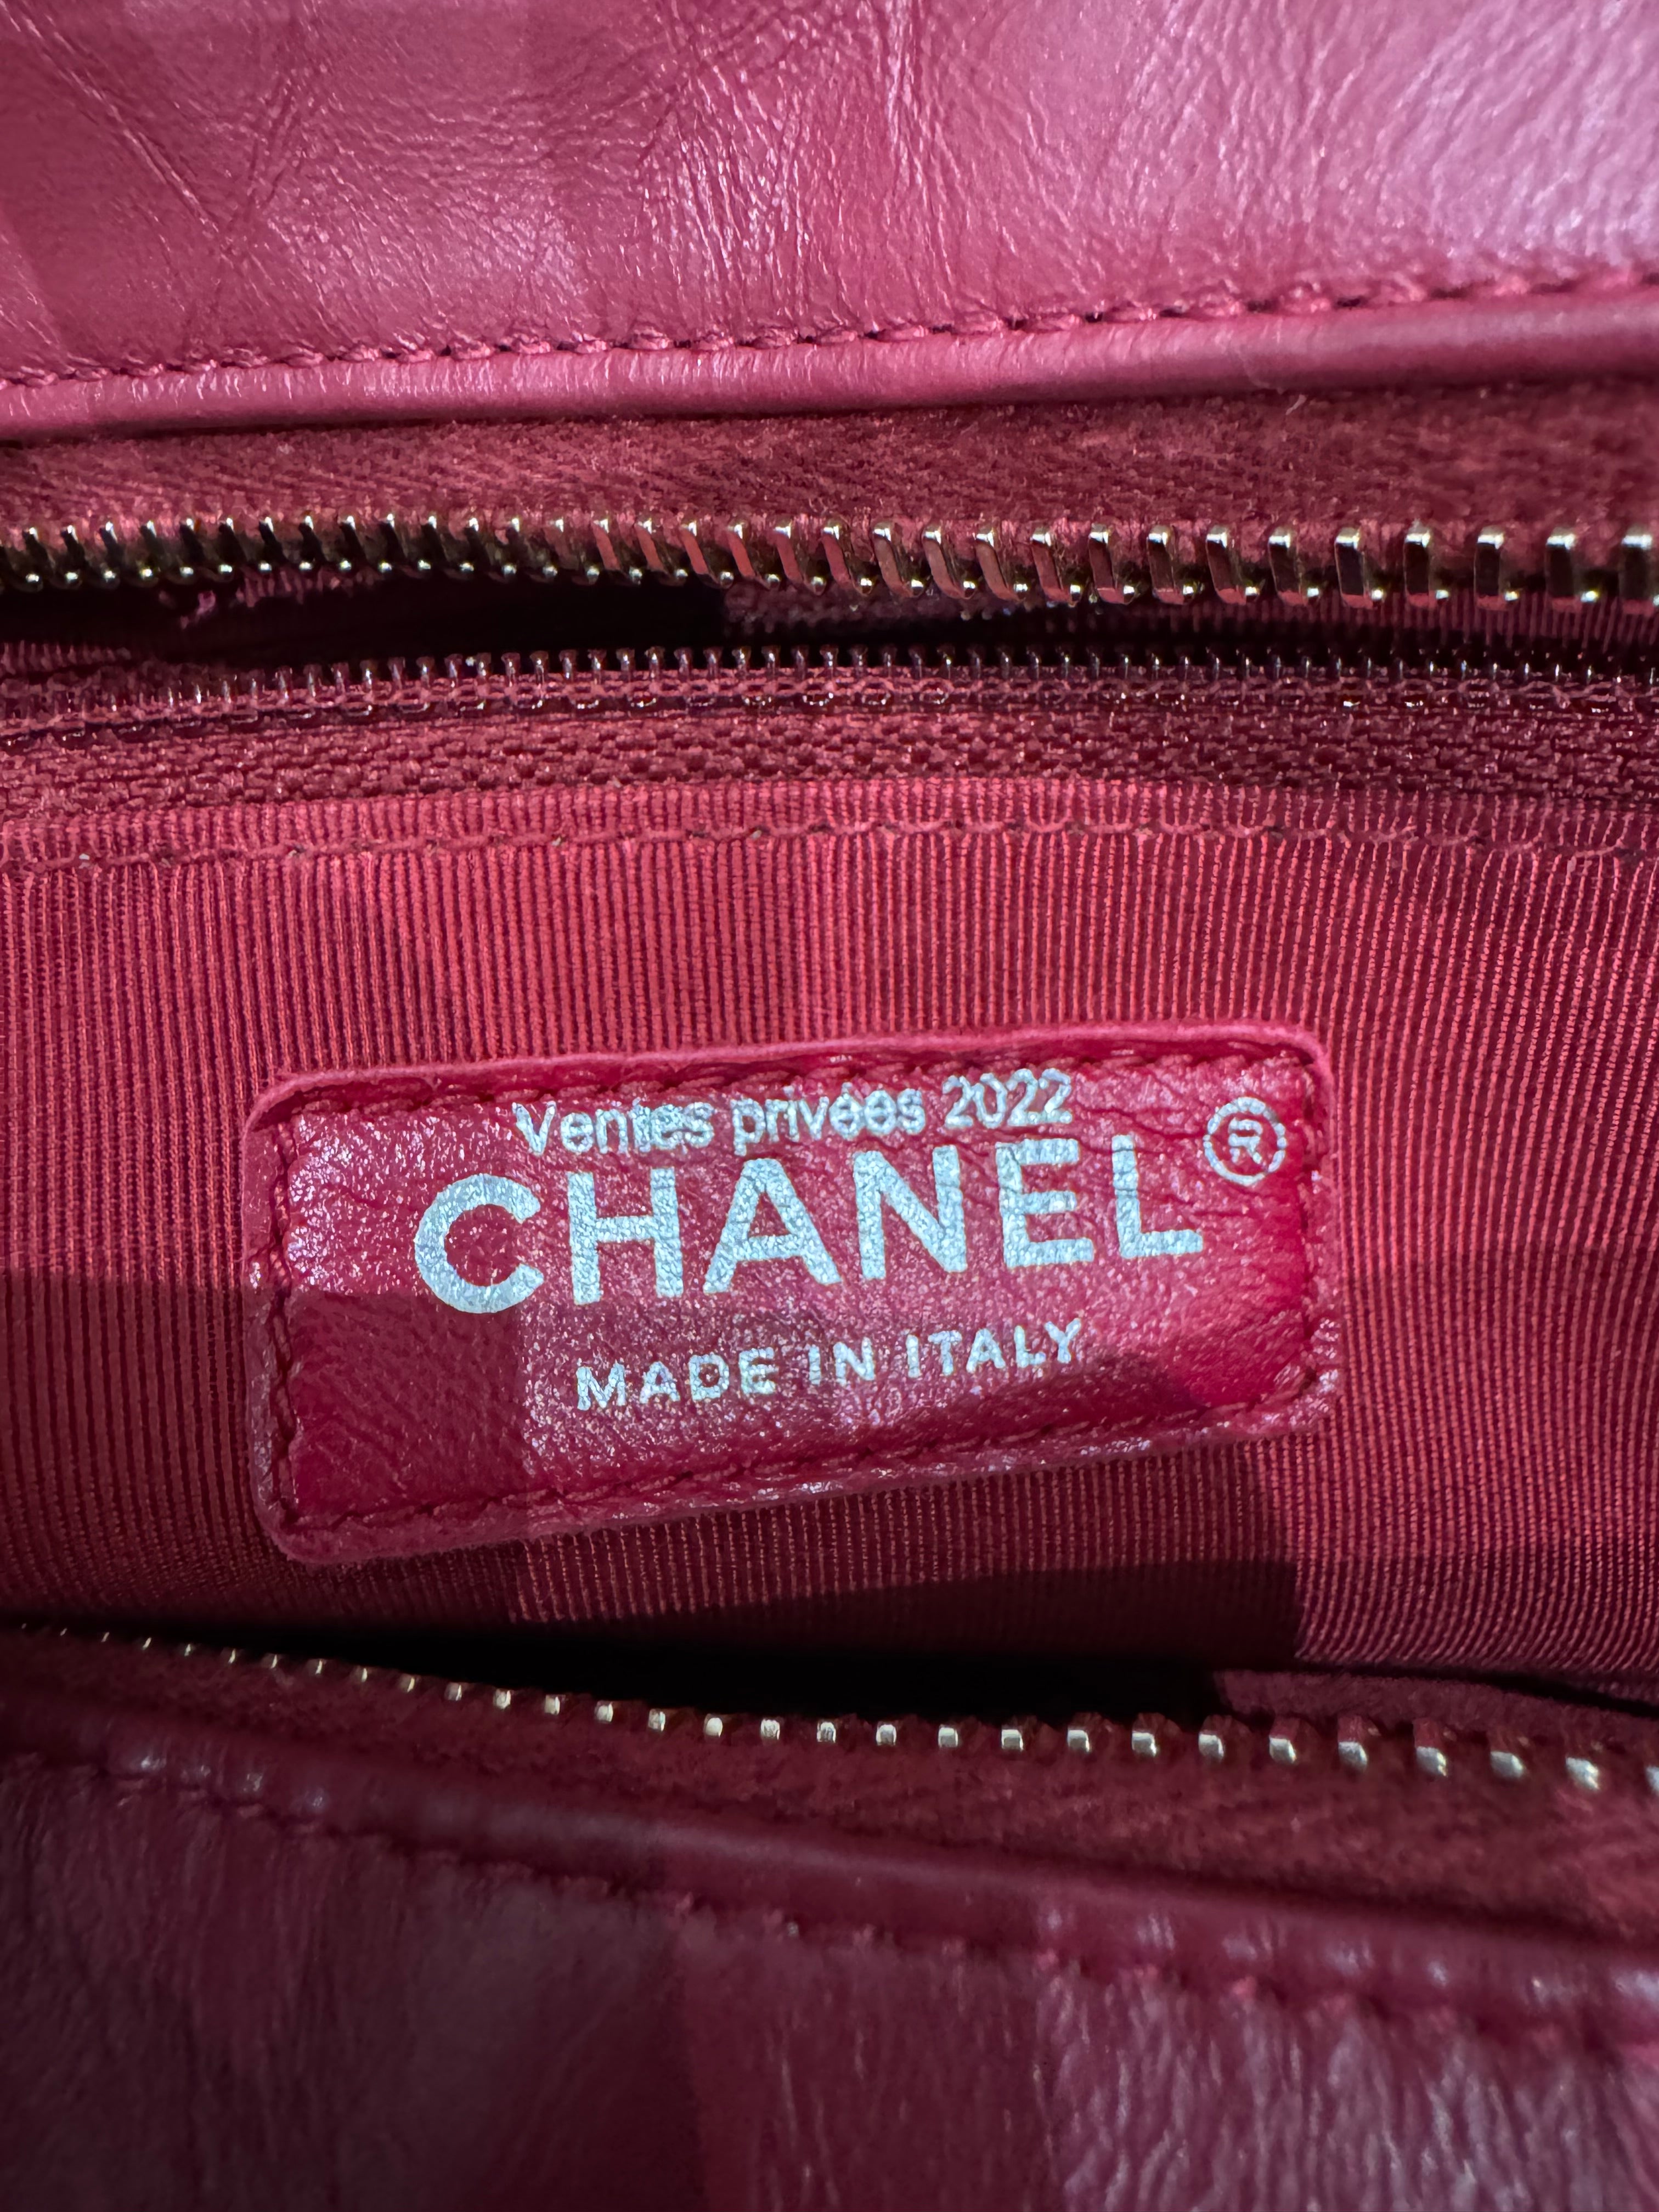 Ventes privées 2022
CHANEL ®
MADE IN ITALY